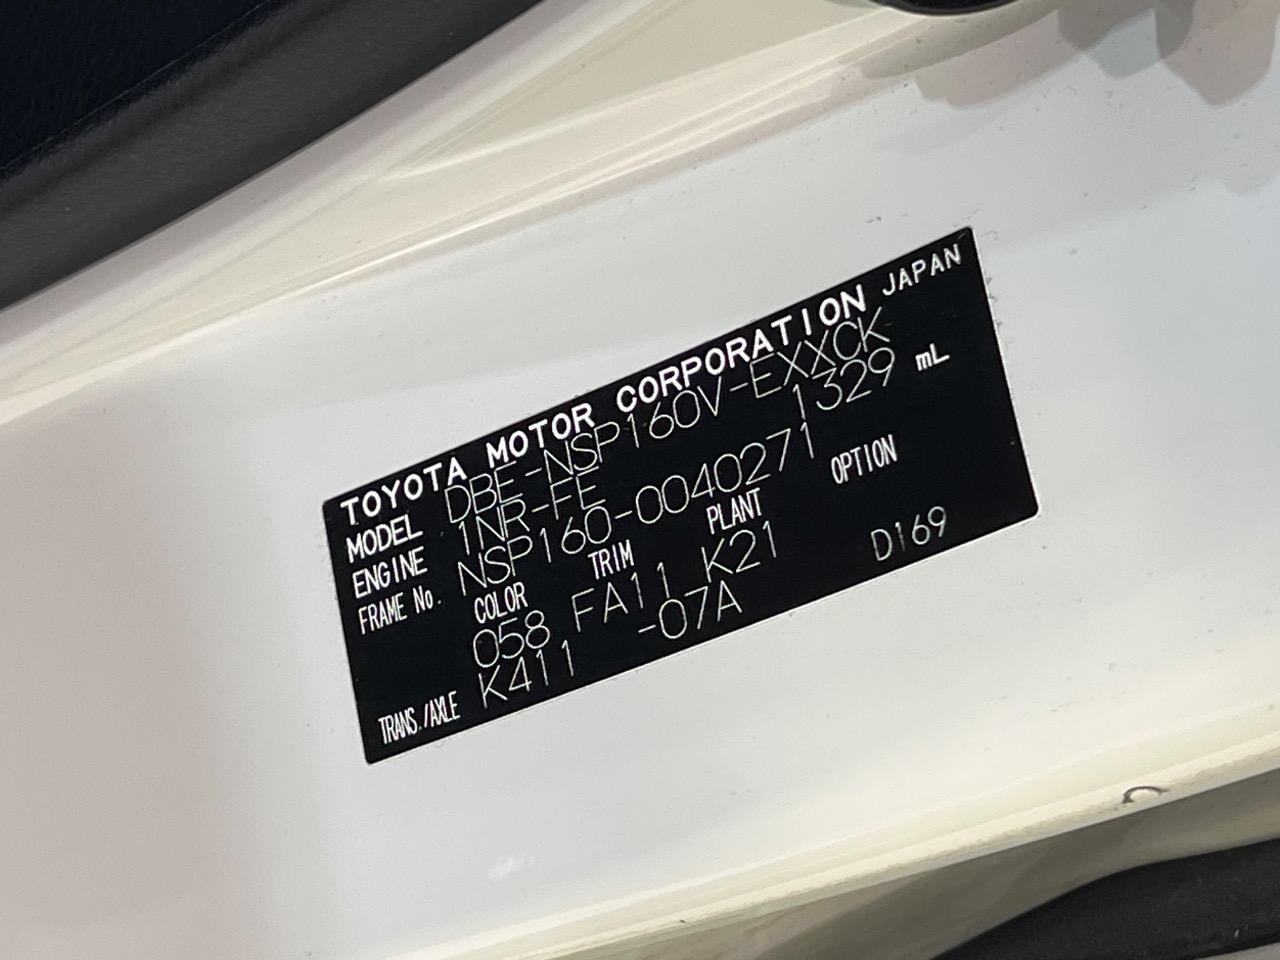 TOYOTA MOTOR CORPORATION JAPAN
MODEL DBE-NSP160V-EXXCK
ENGINE 1NR-FE 1329 mL
FRAME No. NSP160-0040271
COLOR TRIM PLANT OPTION
058 FA11 K21 D169
TRANS./AXLE K411 -07A